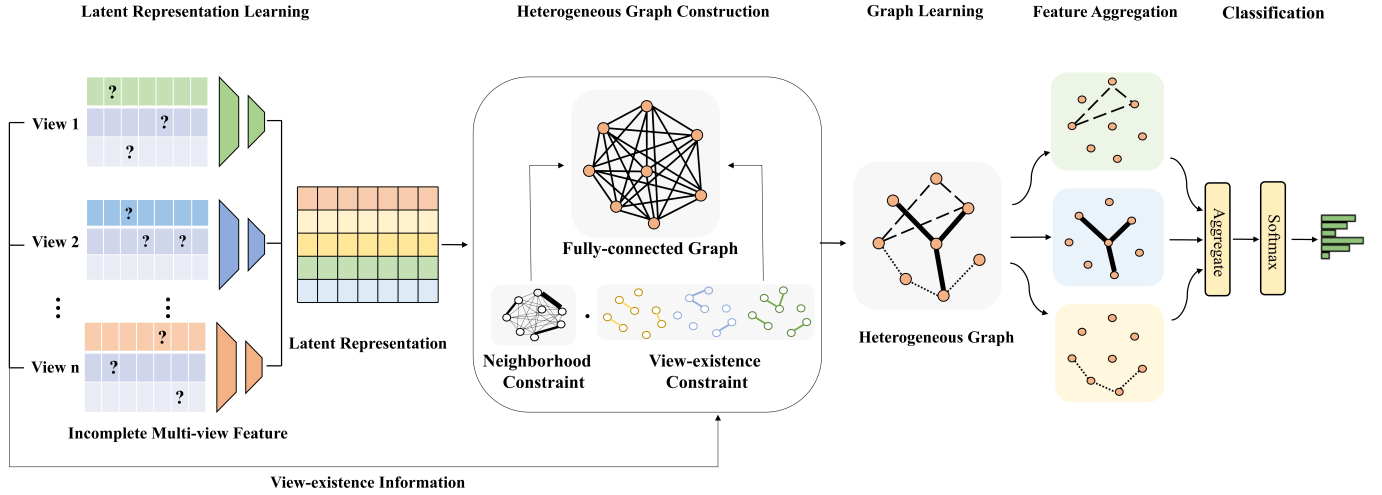 Latent Representation Learning
Heterogeneous Graph Construction
Graph Learning
Feature Aggregation
Classification
?
View 1
?
?
?
View 2
?
?
?
View n
?
?
Incomplete Multi-view Feature
Latent Representation
Fully-connected Graph
Neighborhood
Constraint
View-existence
Constraint
Heterogeneous Graph
Aggregate
Softmax
View-existence Information